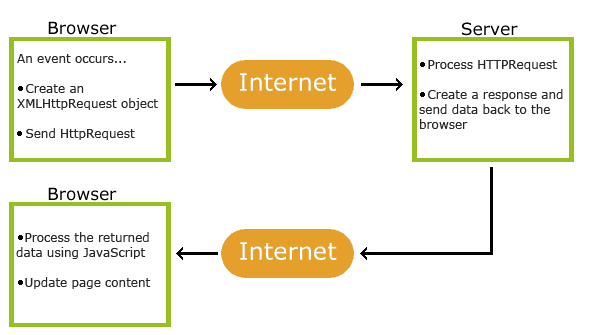 Browser
An event occurs...
•Create an
XMLHttpRequest object
• Send HttpRequest
Internet
Server
•Process HTTPRequest
•Create a response and
send data back to the
browser
Browser
•Process the returned
data using JavaScript
•Update page content
Internet